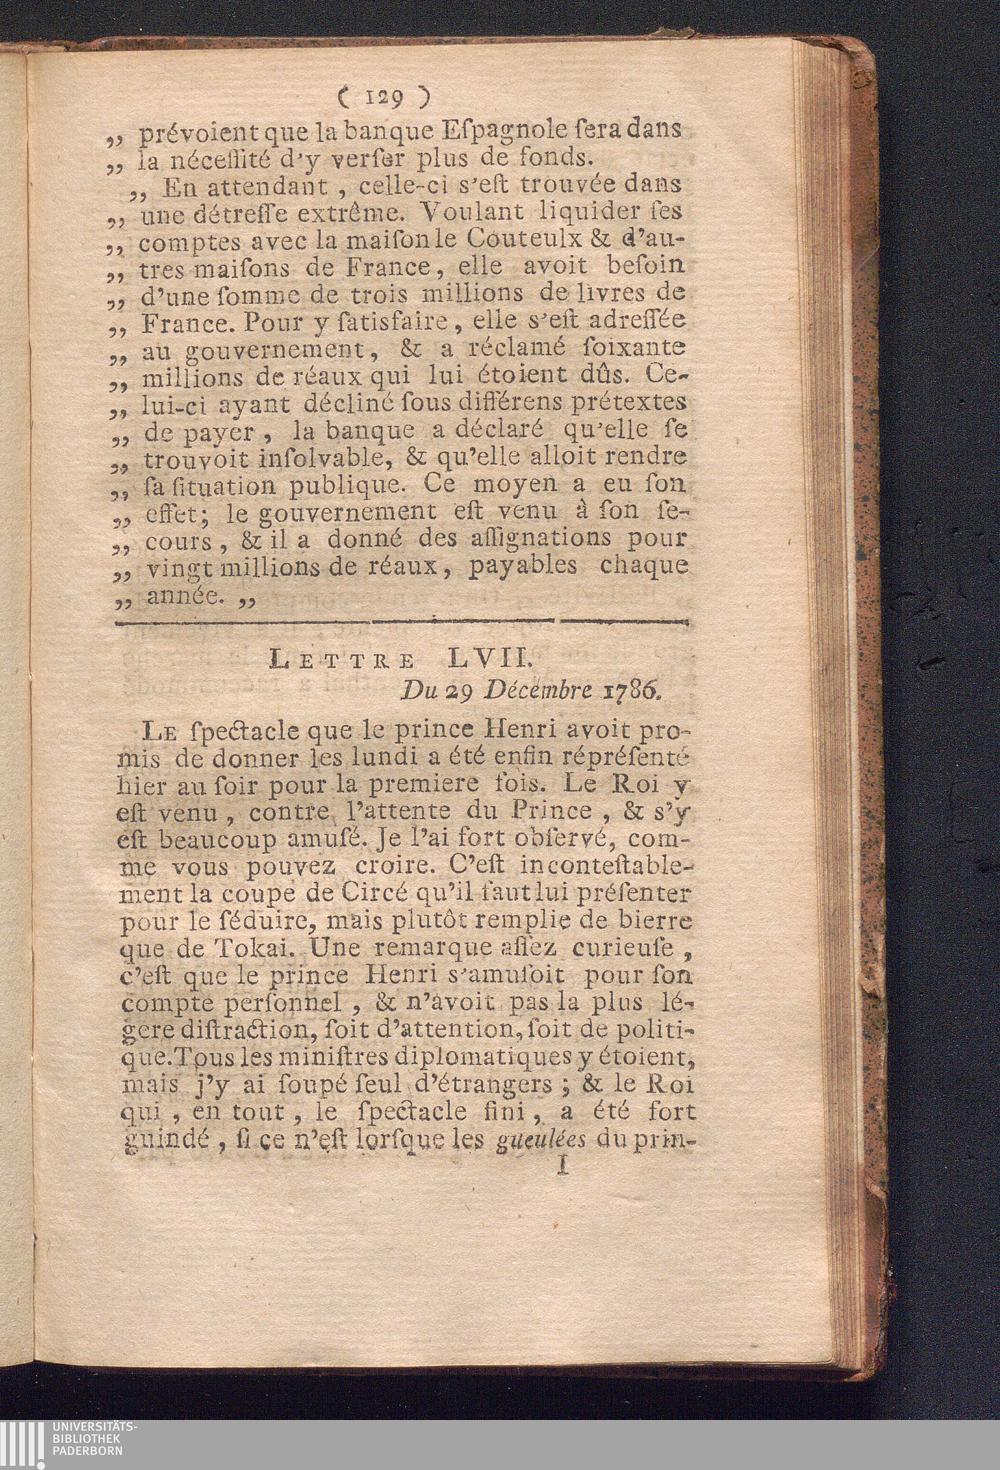 ( 129 )
„ prévoient que la banque Eſpagnole ſera dans
„ la néceſſité d'y verſer plus de fonds.
„ En attendant , celle-ci s'eſt trouvée dans
„ une détreſſe extrême. Voulant liquider ſes
„ comptes avec la maiſon le Couteulx & d'au-
„ tres maiſons de France, elle avoit beſoin
„ d'une ſomme de trois millions de livres de
„ France. Pour y ſatisfaire , elle s'eſt adreſſée
„ au gouvernement, & a réclamé ſoixante
„ millions de réaux qui lui étoient dûs. Ce-
„ lui-ci ayant décliné ſous différens prétextes
„ de payer , la banque a déclaré qu'elle ſe
„ trouvoit inſolvable, & qu'elle alloit rendre
„ ſa ſituation publique. Ce moyen a eu ſon
„ effet; le gouvernement eſt venu à ſon ſe-
„ cours , & il a donné des aſſignations pour
„ vingt millions de réaux, payables chaque
„ année. „
LETTRE LVII.
Du 29 Décembre 1786.
LE ſpectacle que le prince Henri avoit pro-
mis de donner les lundi a été enfin répréſenté
hier au ſoir pour la premiere fois. Le Roi y
eſt venu , contre l'attente du Prince , & s'y
eſt beaucoup amuſé. Je l'ai fort obſervé, com-
me vous pouvez croire. C'eſt inconteſtable-
ment la coupe de Circé qu'il faut lui préſenter
pour le ſéduire, mais plutôt remplie de bierre
que de Tokai. Une remarque aſſez curieuſe ,
c'eſt que le prince Henri s'amuſoit pour ſon
compte perſonnel , & n'avoit pas la plus lé-
gere diſtraction, ſoit d'attention, ſoit de politi-
que. Tous les miniſtres diplomatiques y étoient,
mais j'y ai ſoupé ſeul d'étrangers ; & le Roi
qui , en tout , le ſpectacle fini , a été fort
guindé , ſi ce n'eſt lorſque les gueulées du prin-
I
UNIVERSITÄTS-
BIBLIOTHEK
PADERBORN